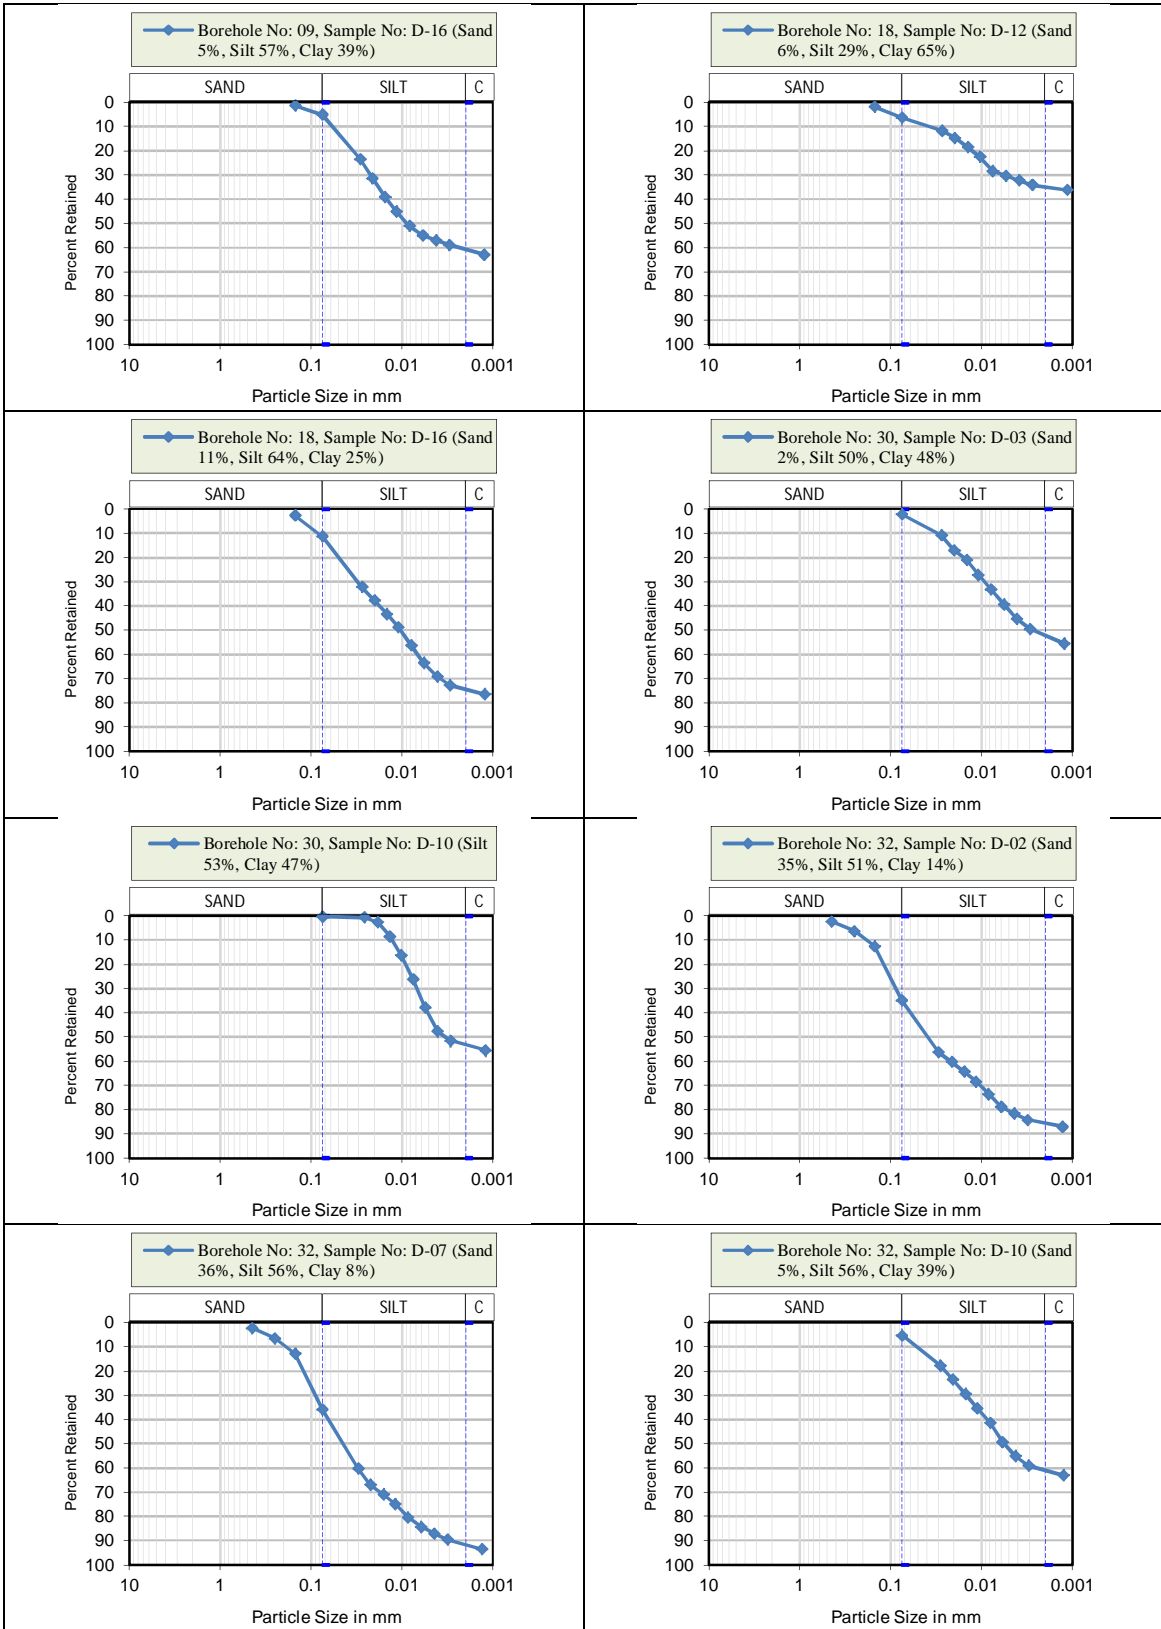 Borehole No: 09, Sample No: D-16 (Sand
5%, Silt 57%, Clay 39%)
SAND SILT C
0
10
20
30
40
50
60
70
80
90
100
Percent Retained
10 1 0.1 0.01 0.001
Particle Size in mm
Borehole No: 18, Sample No: D-12 (Sand
6%, Silt 29%, Clay 65%)
SAND SILT C
0
10
20
30
40
50
60
70
80
90
100
Percent Retained
10 1 0.1 0.01 0.001
Particle Size in mm
Borehole No: 18, Sample No: D-16 (Sand
11%, Silt 64%, Clay 25%)
SAND SILT C
0
10
20
30
40
50
60
70
80
90
100
Percent Retained
10 1 0.1 0.01 0.001
Particle Size in mm
Borehole No: 30, Sample No: D-03 (Sand
2%, Silt 50%, Clay 48%)
SAND SILT C
0
10
20
30
40
50
60
70
80
90
100
Percent Retained
10 1 0.1 0.01 0.001
Particle Size in mm
Borehole No: 30, Sample No: D-10 (Silt
53%, Clay 47%)
SAND SILT C
0
10
20
30
40
50
60
70
80
90
100
Percent Retained
10 1 0.1 0.01 0.001
Particle Size in mm
Borehole No: 32, Sample No: D-02 (Sand
35%, Silt 51%, Clay 14%)
SAND SILT C
0
10
20
30
40
50
60
70
80
90
100
Percent Retained
10 1 0.1 0.01 0.001
Particle Size in mm
Borehole No: 32, Sample No: D-07 (Sand
36%, Silt 56%, Clay 8%)
SAND SILT C
0
10
20
30
40
50
60
70
80
90
100
Percent Retained
10 1 0.1 0.01 0.001
Particle Size in mm
Borehole No: 32, Sample No: D-10 (Sand
5%, Silt 56%, Clay 39%)
SAND SILT C
0
10
20
30
40
50
60
70
80
90
100
Percent Retained
10 1 0.1 0.01 0.001
Particle Size in mm